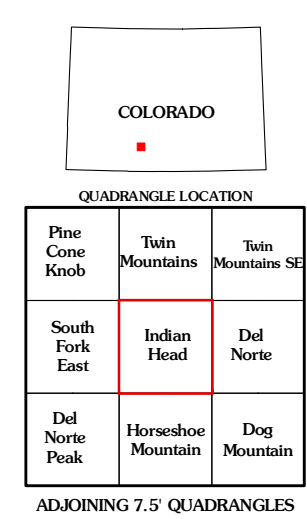 COLORADO
QUADRANGLE LOCATION
Pine
Cone
Knob
Twin
Mountains
Twin
Mountains SE
South
Fork
East
Indian
Head
Del
Norte
Del
Norte
Peak
Horseshoe
Mountain
Dog
Mountain
ADJOINING 7.5' QUADRANGLES